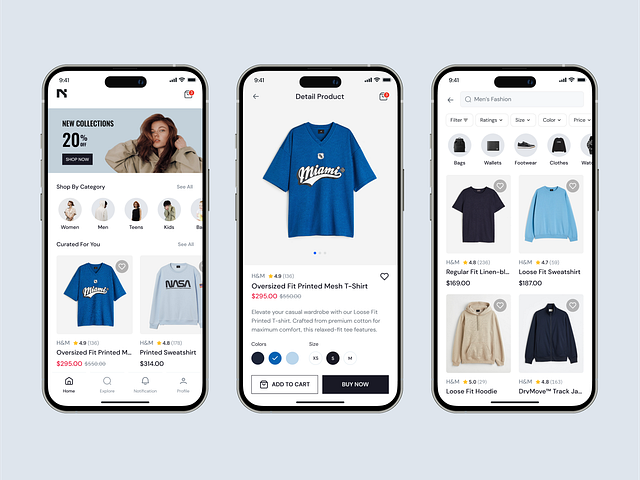 9:41
NEW COLLECTIONS
20%
OFF
SHOP NOW
Shop By Category
See All
Women
Men
Teens
Kids
Curated For You
See All
Miami
NASA
H&M 4.9 (136)
Oversized Fit Printed M...
$295.00 $550.00
H&M 4.8 (178)
Printed Sweatshirt
$314.00
Home
Explore
Notification
Profile
9:41
Detail Product
Miami
H&M 4.9 (136)
Oversized Fit Printed Mesh T-Shirt
$295.00 $550.00
Elevate your casual wardrobe with our Loose Fit
Printed T-shirt. Crafted from premium cotton for
maximum comfort, this relaxed-fit tee features.
Colors
Size
XS
S
M
ADD TO CART
BUY NOW
9:41
Men's Fashion
Filter
Ratings
Size
Color
Price
Bags
Wallets
Footwear
Clothes
H&M 4.8 (236)
Regular Fit Linen-bl...
$169.00
H&M 4.7 (59)
Loose Fit Sweatshirt
$187.00
H&M 5.0 (29)
Loose Fit Hoodie
H&M 4.8 (163)
DryMove™ Track Ja...